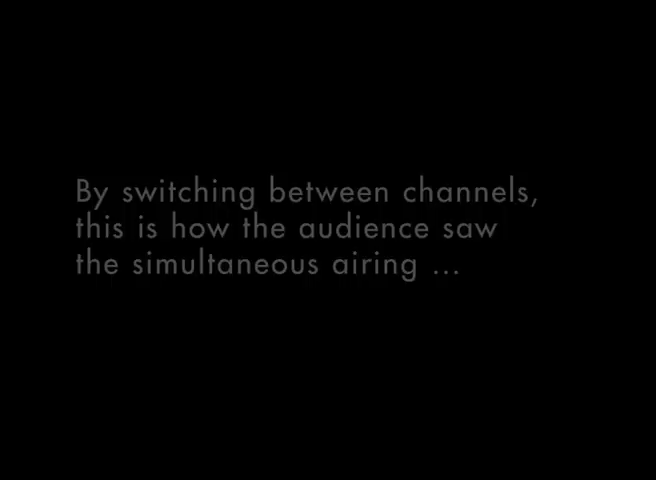 By switching between channels,
this is how the audience saw
the simultaneous airing ...